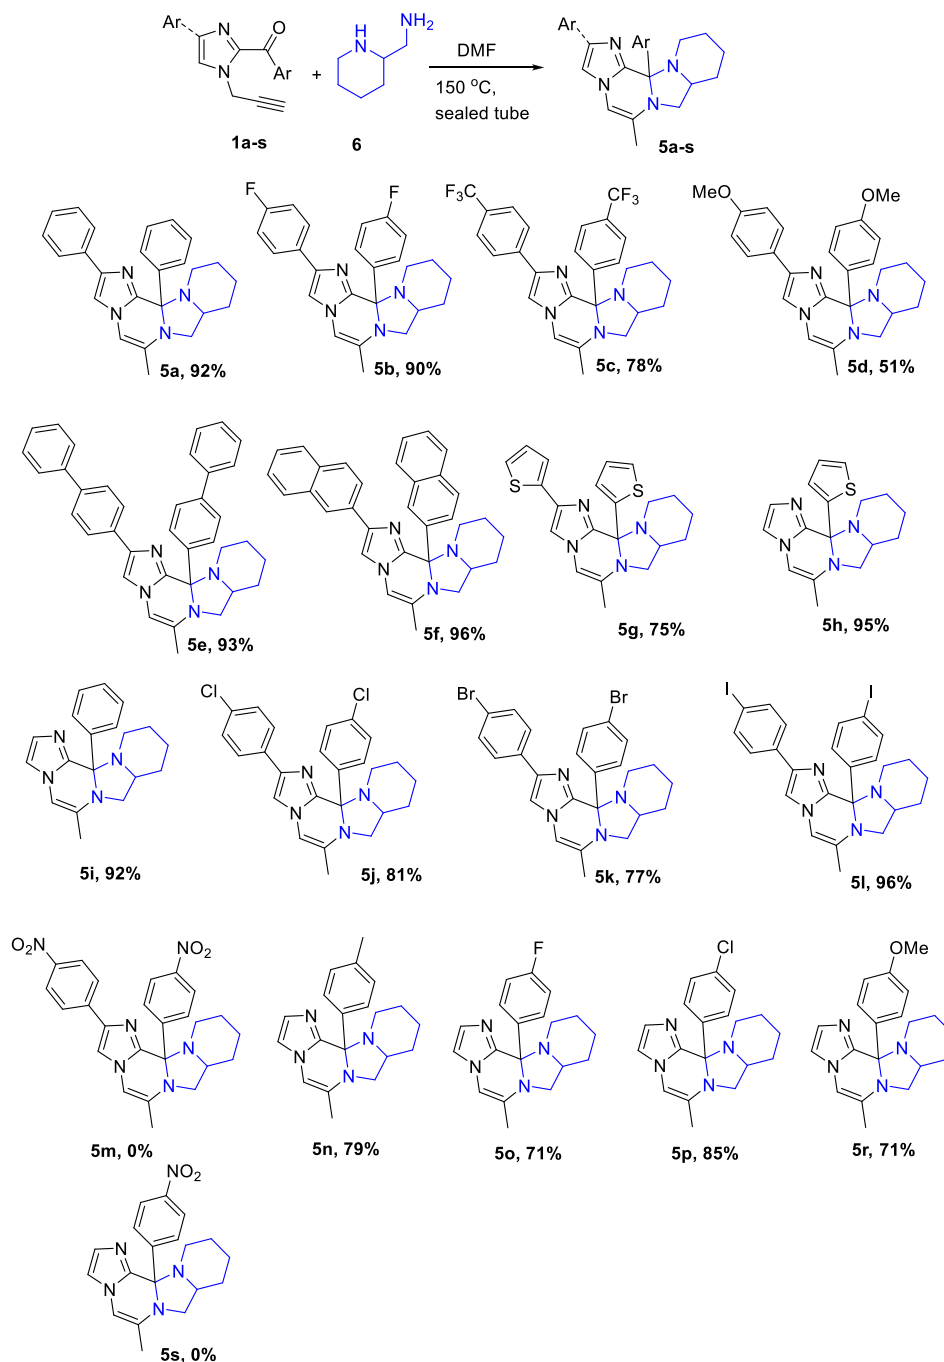 Ar N O Ar N
+
HN NH2
DMF
150 °C,
sealed tube
Ar N Ar N N N
1a-s 6 5a-s
N N N N
5a, 92%
F F N N N N
5b, 90%
F3C CF3 N N N N
5c, 78%
MeO OMe N N N N
5d, 51%
N N N N
5e, 93%
N N N N
5f, 96%
S S N N N N
5g, 75%
S N N N N
5h, 95%
N N N N
5i, 92%
Cl Cl N N N N
5j, 81%
Br Br N N N N
5k, 77%
I I N N N N
5l, 96%
O2N NO2 N N N N
5m, 0%
N N N N
5n, 79%
F N N N N
5o, 71%
Cl N N N N
5p, 85%
OMe N N N N
5r, 71%
NO2 N N N N
5s, 0%